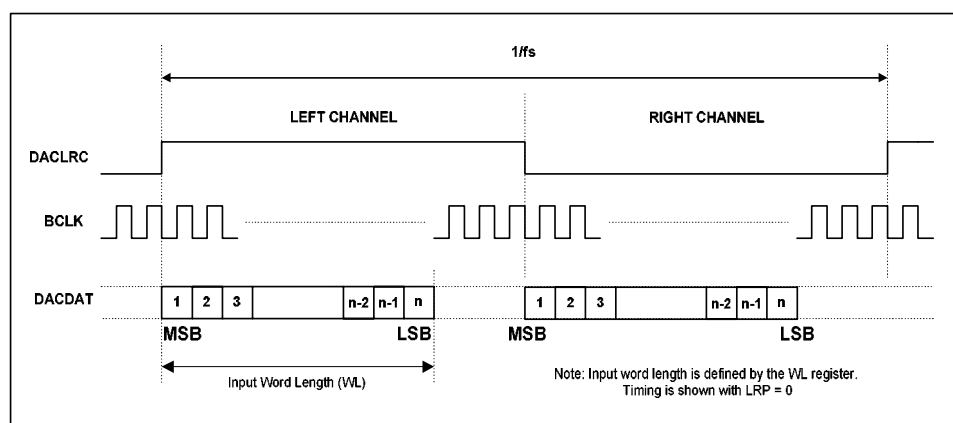 1/fs
LEFT CHANNEL RIGHT CHANNEL
DACLRC
BCLK
DACDAT 1 2 3 n-2 n-1 n 1 2 3 n-2 n-1 n
MSB LSB MSB LSB
Input Word Length (WL)
Note: Input word length is defined by the WL register.
Timing is shown with LRP = 0